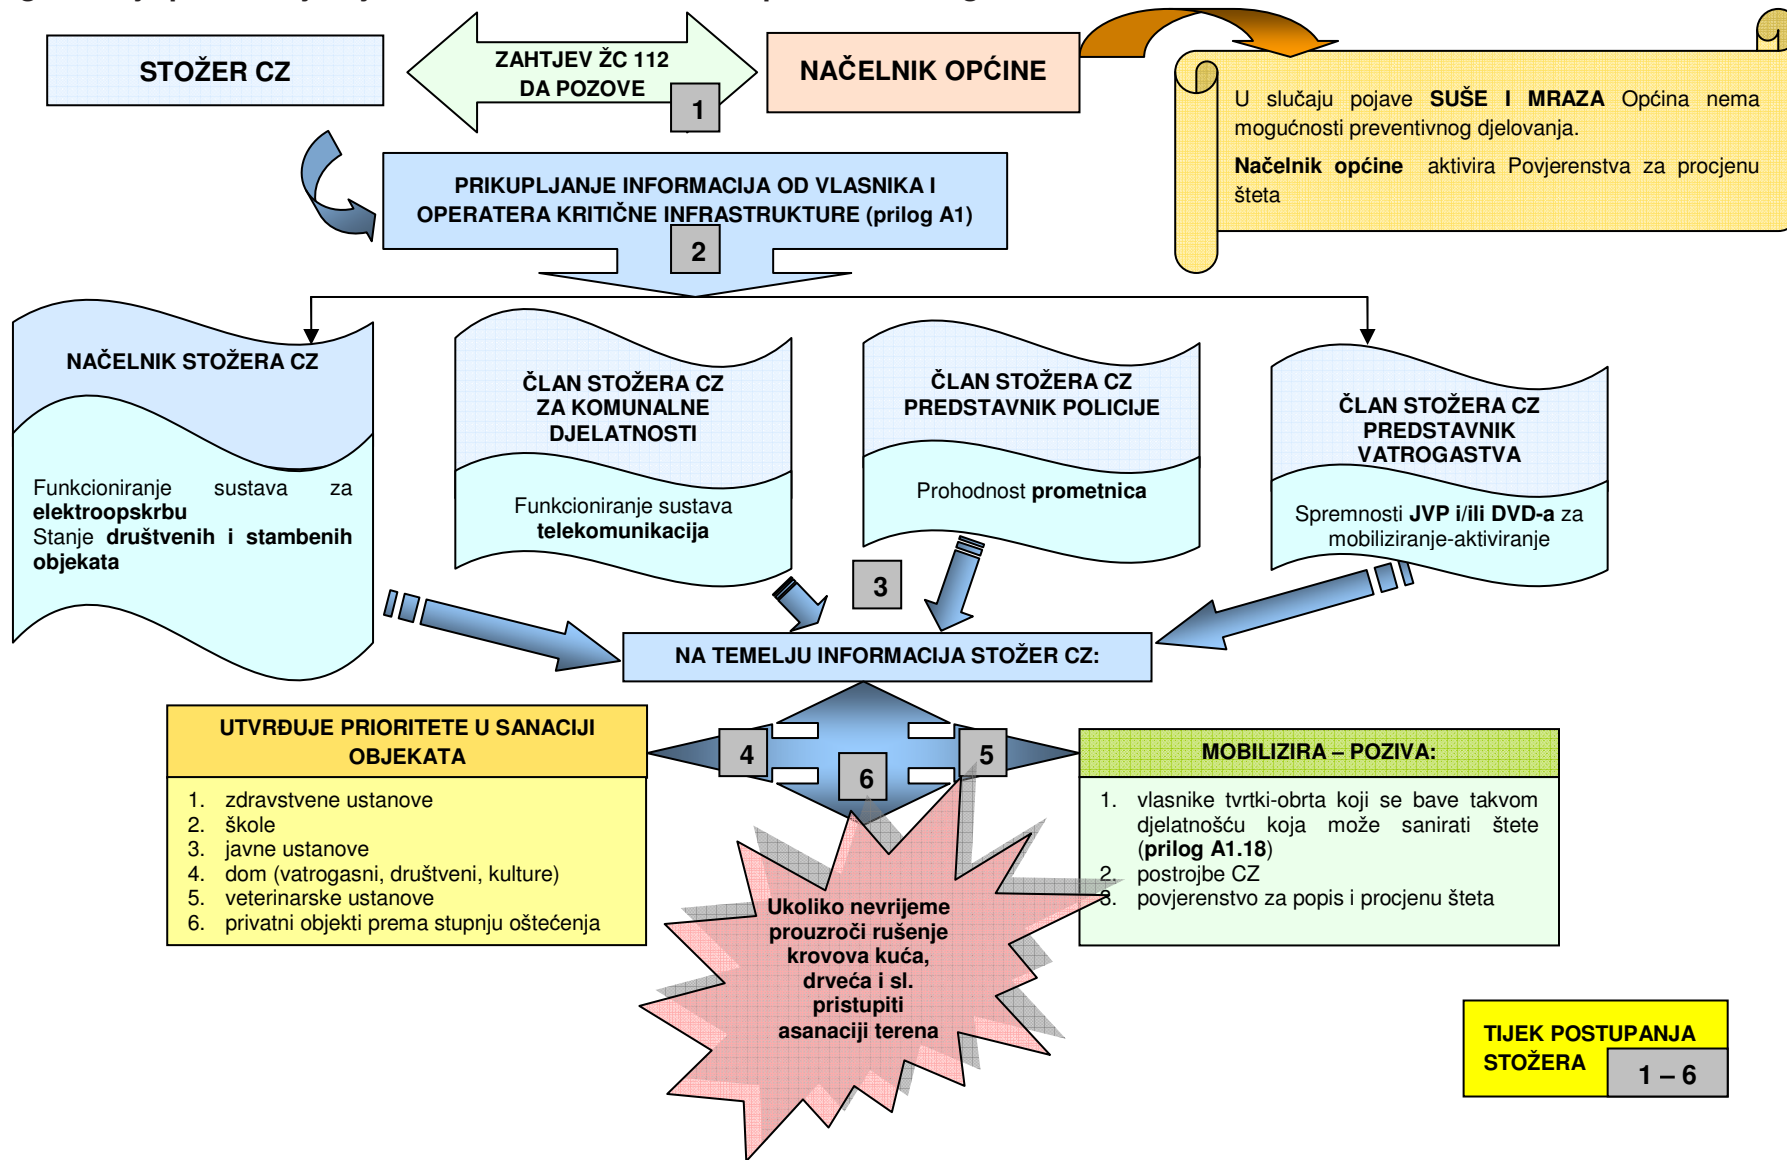 STOŽER CZ
ZAHTJEV ŽC 112
DA POZOVE
1
NAČELNIK OPĆINE
U slučaju pojave SUŠE I MRAZA Općina nema
mogućnosti preventivnog djelovanja.
Načelnik općine aktivira Povjerenstva za procjenu
šteta
PRIKUPLJANJE INFORMACIJA OD VLASNIKA I
OPERATERA KRITIČNE INFRASTRUKTURE (prilog A1)
2
NAČELNIK STOŽERA CZ
Funkcioniranje sustava za
elektroopskrbu
Stanje društvenih i stambenih
objekata
ČLAN STOŽERA CZ
ZA KOMUNALNE
DJELATNOSTI
Funkcioniranje sustava
telekomunikacija
ČLAN STOŽERA CZ
PREDSTAVNIK POLICIJE
Prohodnost prometnica
ČLAN STOŽERA CZ
PREDSTAVNIK
VATROGASTVA
Spremnosti JVP i/ili DVD-a za
mobiliziranje-aktiviranje
3
NA TEMELJU INFORMACIJA STOŽER CZ:
UTVRĐUJE PRIORITETE U SANACIJI
OBJEKATA
1. zdravstvene ustanove
2. škole
3. javne ustanove
4. dom (vatrogasni, društveni, kulture)
5. veterinarske ustanove
6. privatni objekti prema stupnju oštećenja
4
6
5
MOBILIZIRA – POZIVA:
1. vlasnike tvrtki-obrta koji se bave takvom
djelatnošću koja može sanirati štete
(prilog A1.18)
2. postrojbe CZ
3. povjerenstvo za popis i procjenu šteta
Ukoliko nevrijeme
prouzroči rušenje
krovova kuća,
drveća i sl.
pristupiti
asanaciji terena
TIJEK POSTUPANJA
STOŽERA
1 – 6